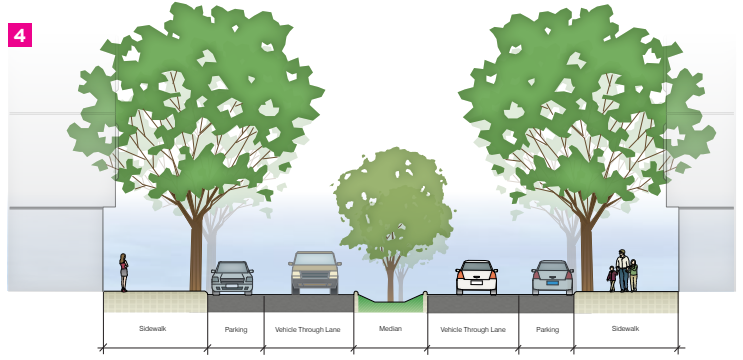 4
Sidewalk
Parking
Vehicle Through Lane
Median
Vehicle Through Lane
Parking
Sidewalk